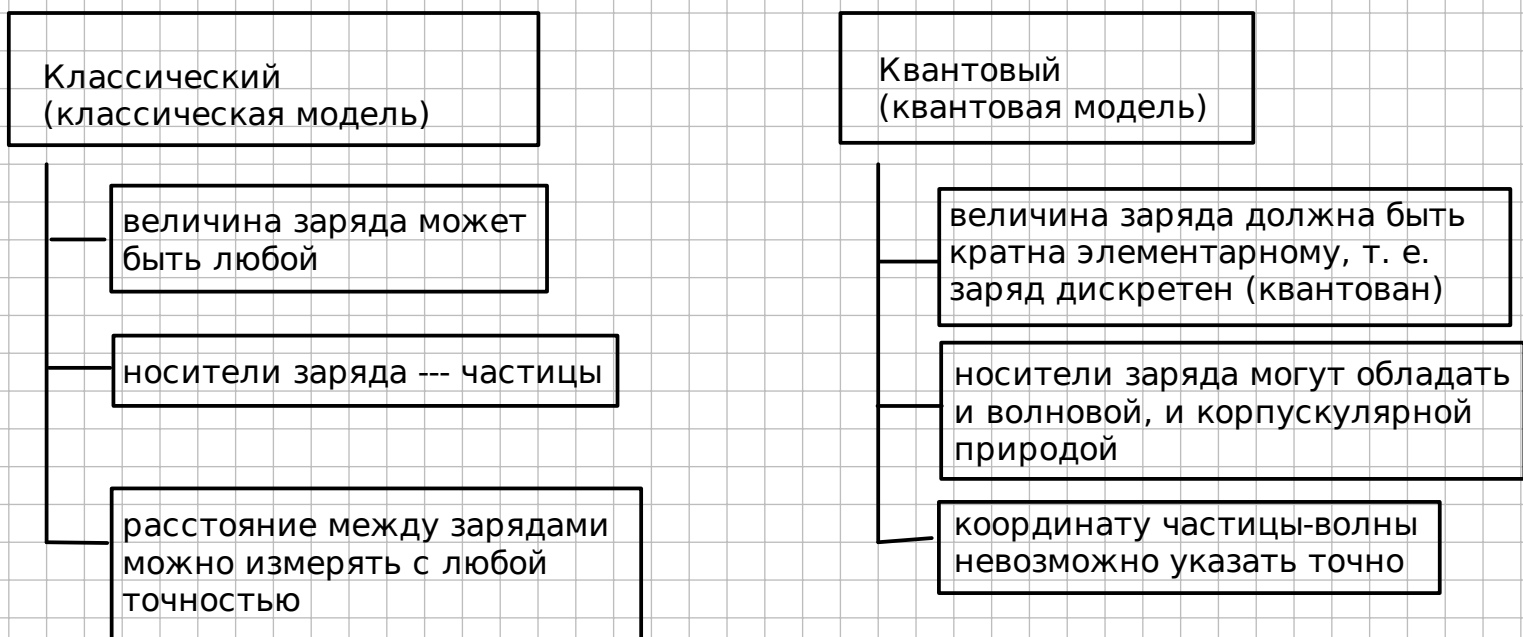 Классический
(классическая модель)
величина заряда может
быть любой
носители заряда --- частицы
расстояние между зарядами
можно измерять с любой
точностью
Квантовый
(квантовая модель)
величина заряда должна быть
кратна элементарному, т. е.
заряд дискретен (квантован)
носители заряда могут обладать
и волновой, и корпускулярной
природой
координату частицы-волны
невозможно указать точно